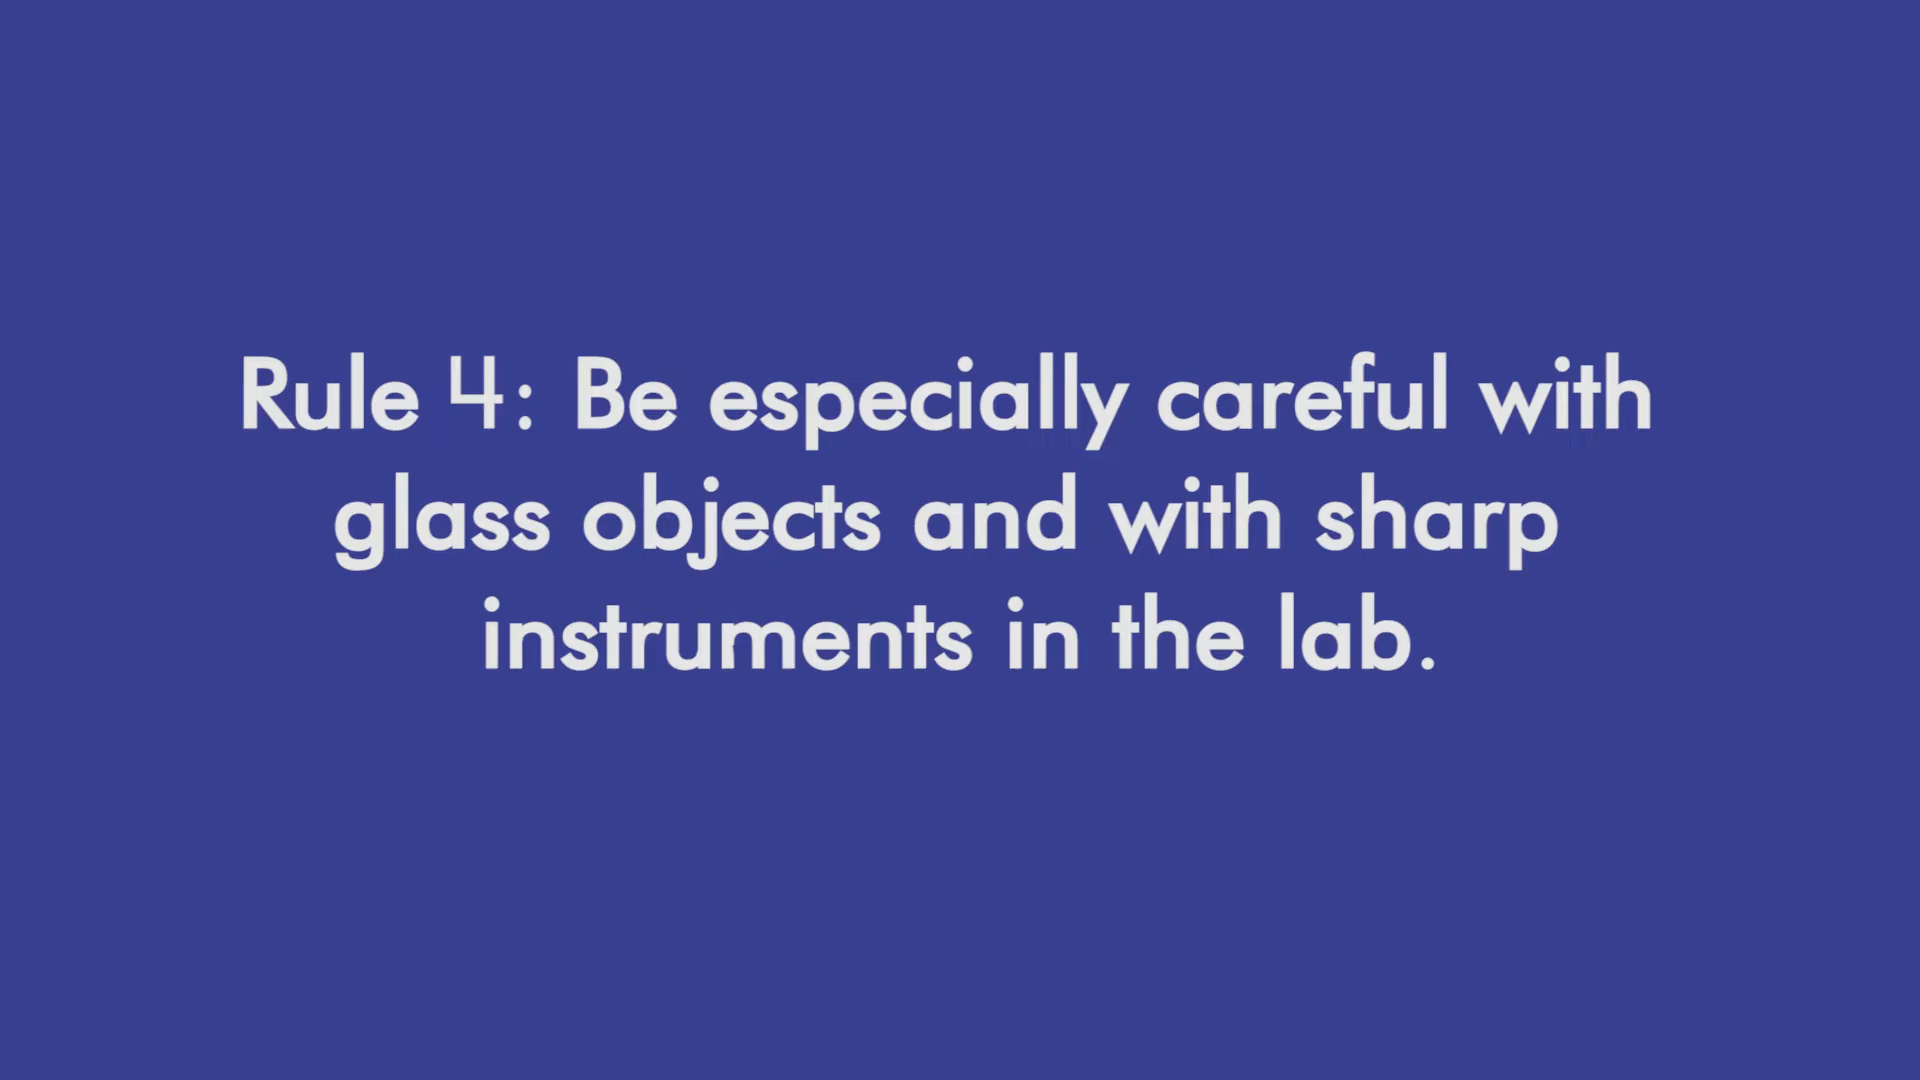 Rule 4: Be especially careful with
glass objects and with sharp
instruments in the lab.